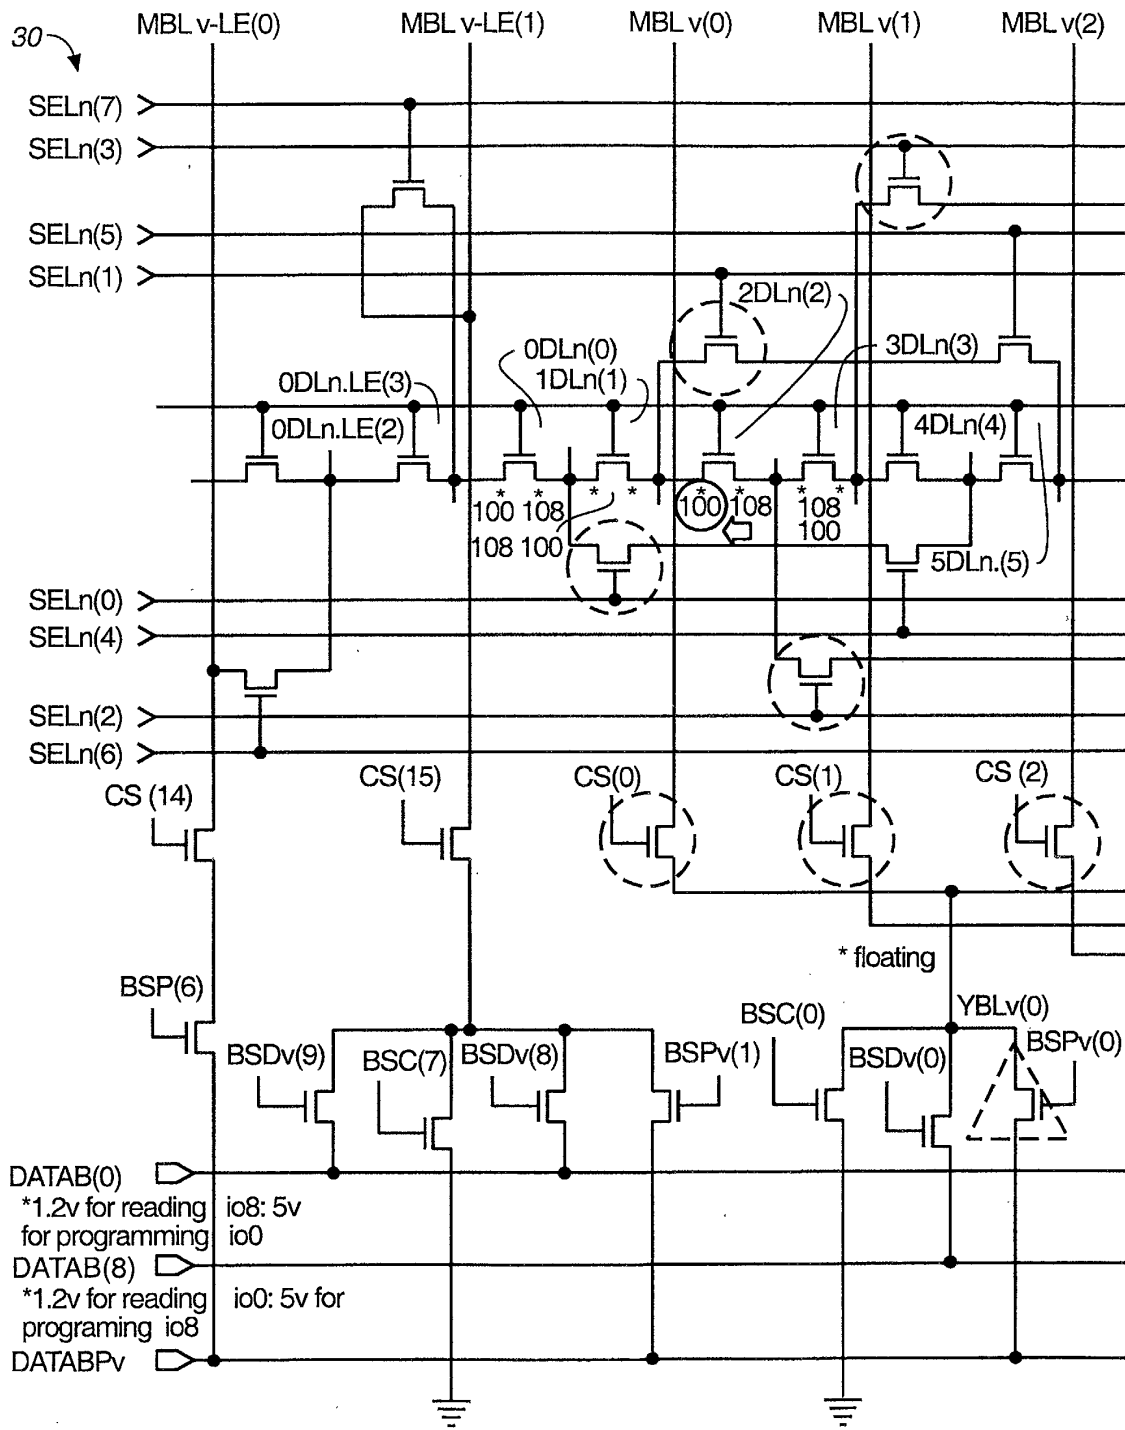 MBL v-LE(0) MBL v-LE(1) MBL v(0) MBL v(1) MBL v(2)
30
SELn(7)
SELn(3)
SELn(5)
SELn(1)
2DLn(2)
0DLn(0) 3DLn(3)
0DLn.LE(3) 1DLn(1)
0DLn.LE(2) 4DLn(4)
* * * * * * * *
100 108 100 108 108
108 100 100
5DLn.(5)
SELn(0)
SELn(4)
SELn(2)
SELn(6)
CS (14) CS(15) CS(0) CS(1) CS (2)
* floating
BSP(6) YBLv(0)
BSC(0)
BSDv(9) BSC(7) BSDv(8) BSPv(1) BSDv(0) BSPv(0)
DATAB(0)
*1.2v for reading io8: 5v
for programming io0
DATAB(8)
*1.2v for reading io0: 5v for
programing io8
DATABPv